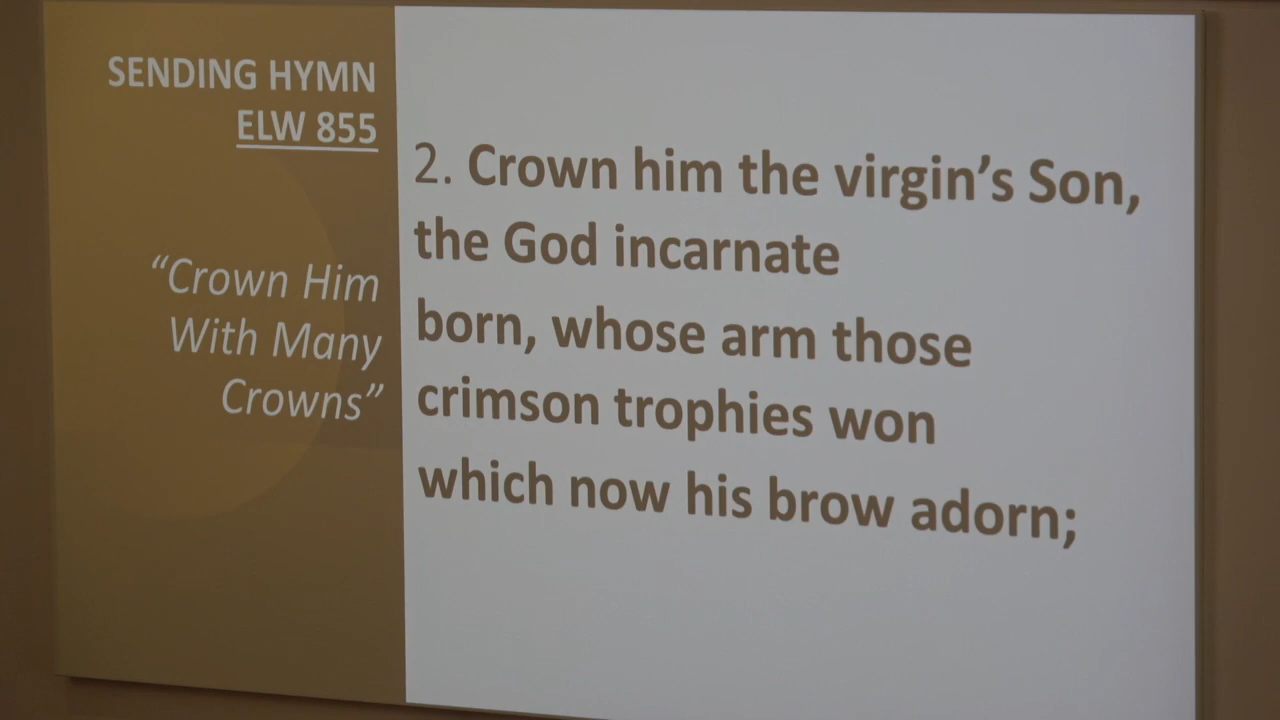 SENDING HYMN
ELW 855
“Crown Him
With Many
Crowns”
2. Crown him the virgin’s Son,
the God incarnate
born, whose arm those
crimson trophies won
which now his brow adorn;